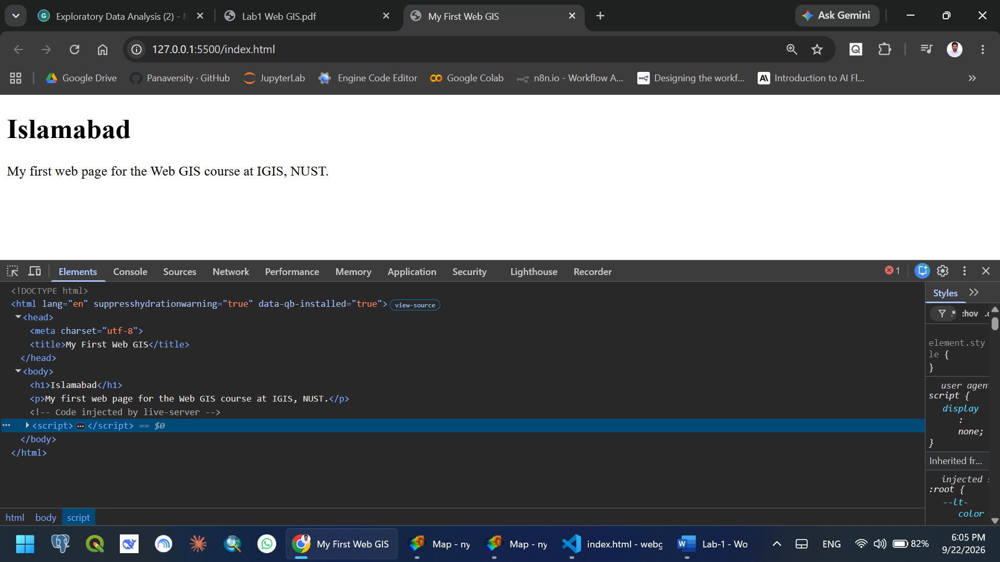 Exploratory Data Analysis (2) -
Lab1 Web GIS.pdf
My First Web GIS
Ask Gemini
127.0.0.1:5500/index.html
Google Drive
Panaversity · GitHub
JupyterLab
Engine Code Editor
Google Colab
n8n.io - Workflow A...
Designing the workf...
Introduction to AI Fl...
Islamabad
My first web page for the Web GIS course at IGIS, NUST.
Elements Console Sources Network Performance Memory Application Security Lighthouse Recorder 1
<!DOCTYPE html>
<html lang="en" suppresshydrationwarning="true" data-qb-installed="true"> view-source
<head>
<meta charset="utf-8">
<title>My First Web GIS</title>
</head>
<body>
<h1>Islamabad</h1>
<p>My first web page for the Web GIS course at IGIS, NUST.</p>
<!-- Code injected by live-server -->
<script>…</script> == $0
</body>
</html>
html body script
Styles
:hov
element.sty
le {
}
user agen
script {
display
:
none;
}
Inherited fr...
injected
:root {
--lt-
color
My First Web GIS
Map - ny
Map - ny
index.html - webg
Lab-1 - Wo
ENG
82%
6:05 PM
9/22/2026